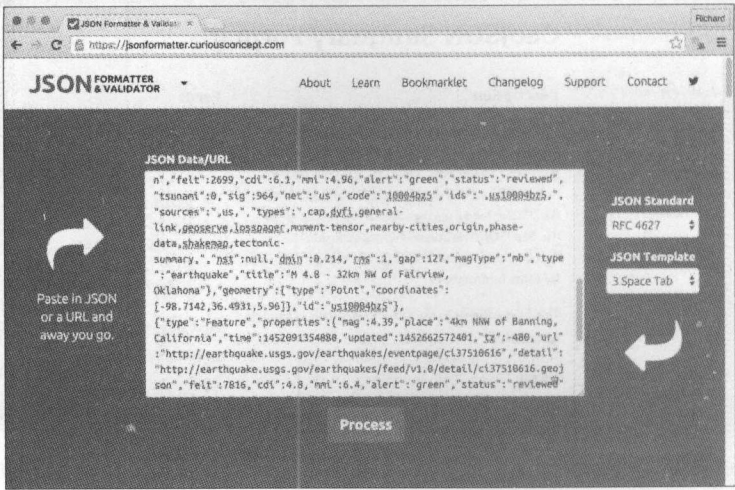 JSON Formatter & Validato
Richard
https://jsonformatter.curiousconcept.com
JSON FORMATTER & VALIDATOR
About Learn Bookmarklet Changelog Support Contact
JSON Data/URL
n","felt":2699,"cdi":6.1,"mmi":4.96,"alert":"green","status":"reviewed",
"tsunami":0,"sig":964,"net":"us","code":"10004bz5","ids":",us10004bz5,",
"sources":",us,","types":",cap,dyfi,general-
link,geoserve,losspager,moment-tensor,nearby-cities,origin,phase-
data,shakemap,tectonic-
summary,","nst":null,"dmin":0.214,"rms":1,"gap":127,"magType":"mb","type
":"earthquake","title":"M 4.8 - 32km NW of Fairview,
Oklahoma"},"geometry":{"type":"Point","coordinates":
[-98.7142,36.4931,5.96]},"id":"us10004bz5"},
{"type":"Feature","properties":{"mag":4.39,"place":"4km NNW of Banning,
California","time":1452091354880,"updated":1452662572401,"tz":-480,"url"
:"http://earthquake.usgs.gov/earthquakes/eventpage/ci37510616","detail":
"http://earthquake.usgs.gov/earthquakes/feed/v1.0/detail/ci37510616.geoj
son","felt":7816,"cdi":4.8,"mmi":6.4,"alert":"green","status":"reviewed"
Paste in JSON
or a URL and
away you go.
JSON Standard
RFC 4627
JSON Template
3 Space Tab
Process